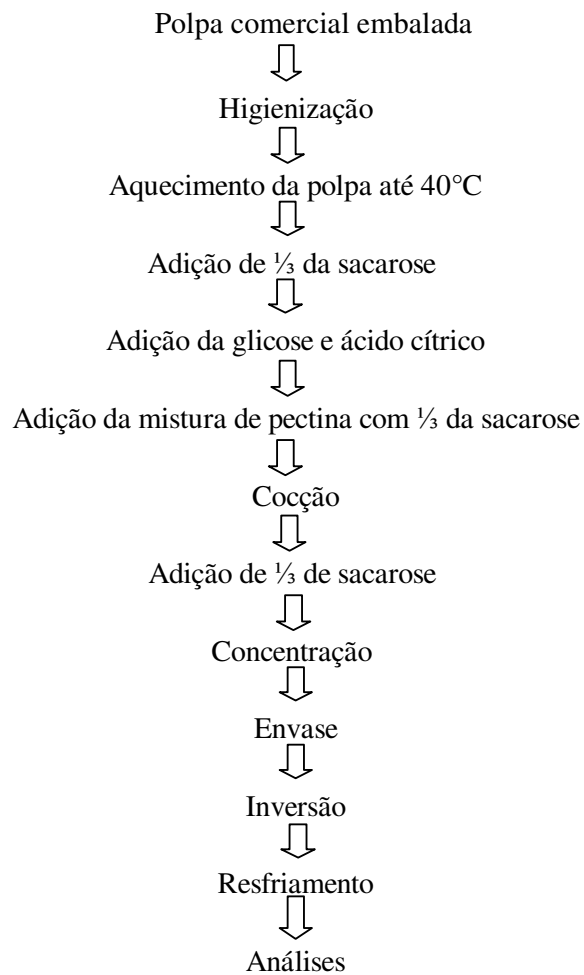 Polpa comercial embalada
Higienização
Aquecimento da polpa até 40°C
Adição de ⅓ da sacarose
Adição da glicose e ácido cítrico
Adição da mistura de pectina com ⅓ da sacarose
Cocção
Adição de ⅓ de sacarose
Concentração
Envase
Inversão
Resfriamento
Análises